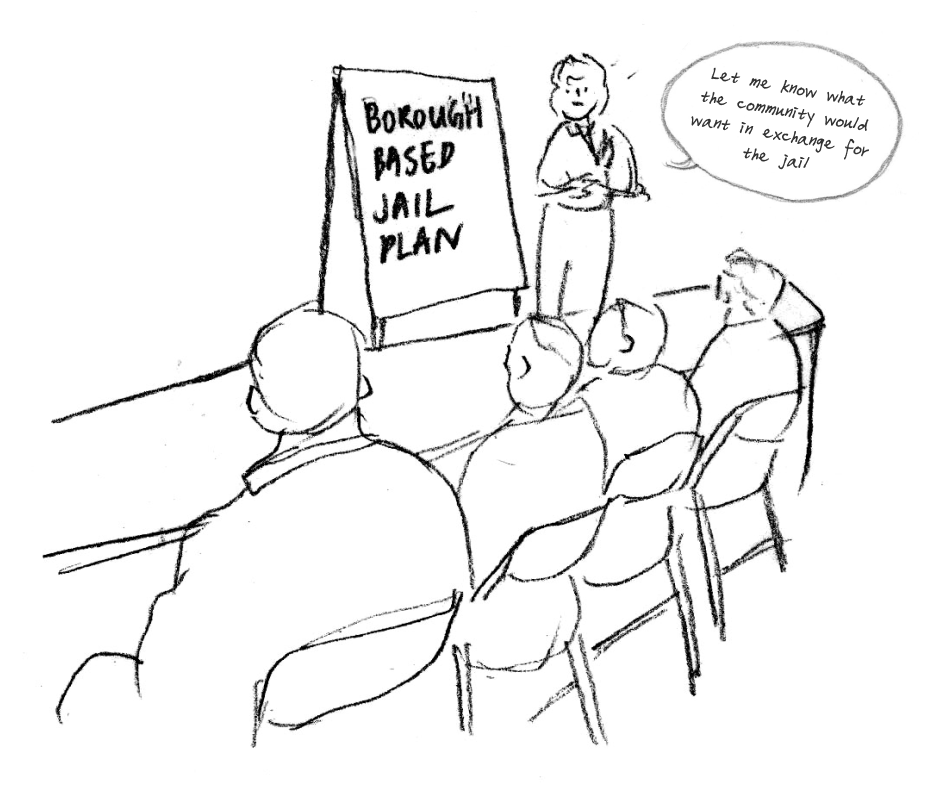 BOROUGH
BASED
JAIL
PLAN
Let me know what
the community would
want in exchange for
the jail